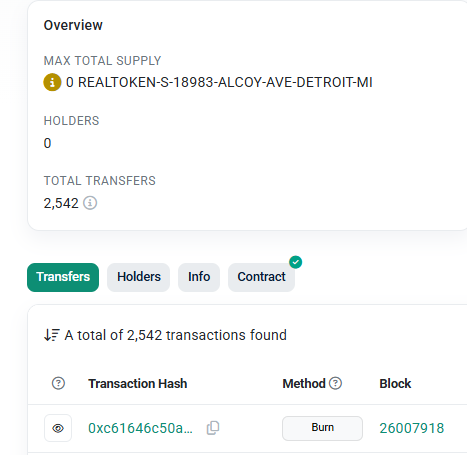 Overview
MAX TOTAL SUPPLY
0 REALTOKEN-S-18983-ALCOY-AVE-DETROIT-MI
HOLDERS
0
TOTAL TRANSFERS
2,542
Transfers Holders Info Contract
A total of 2,542 transactions found
Transaction Hash Method Block
0xc61646c50a... Burn 26007918